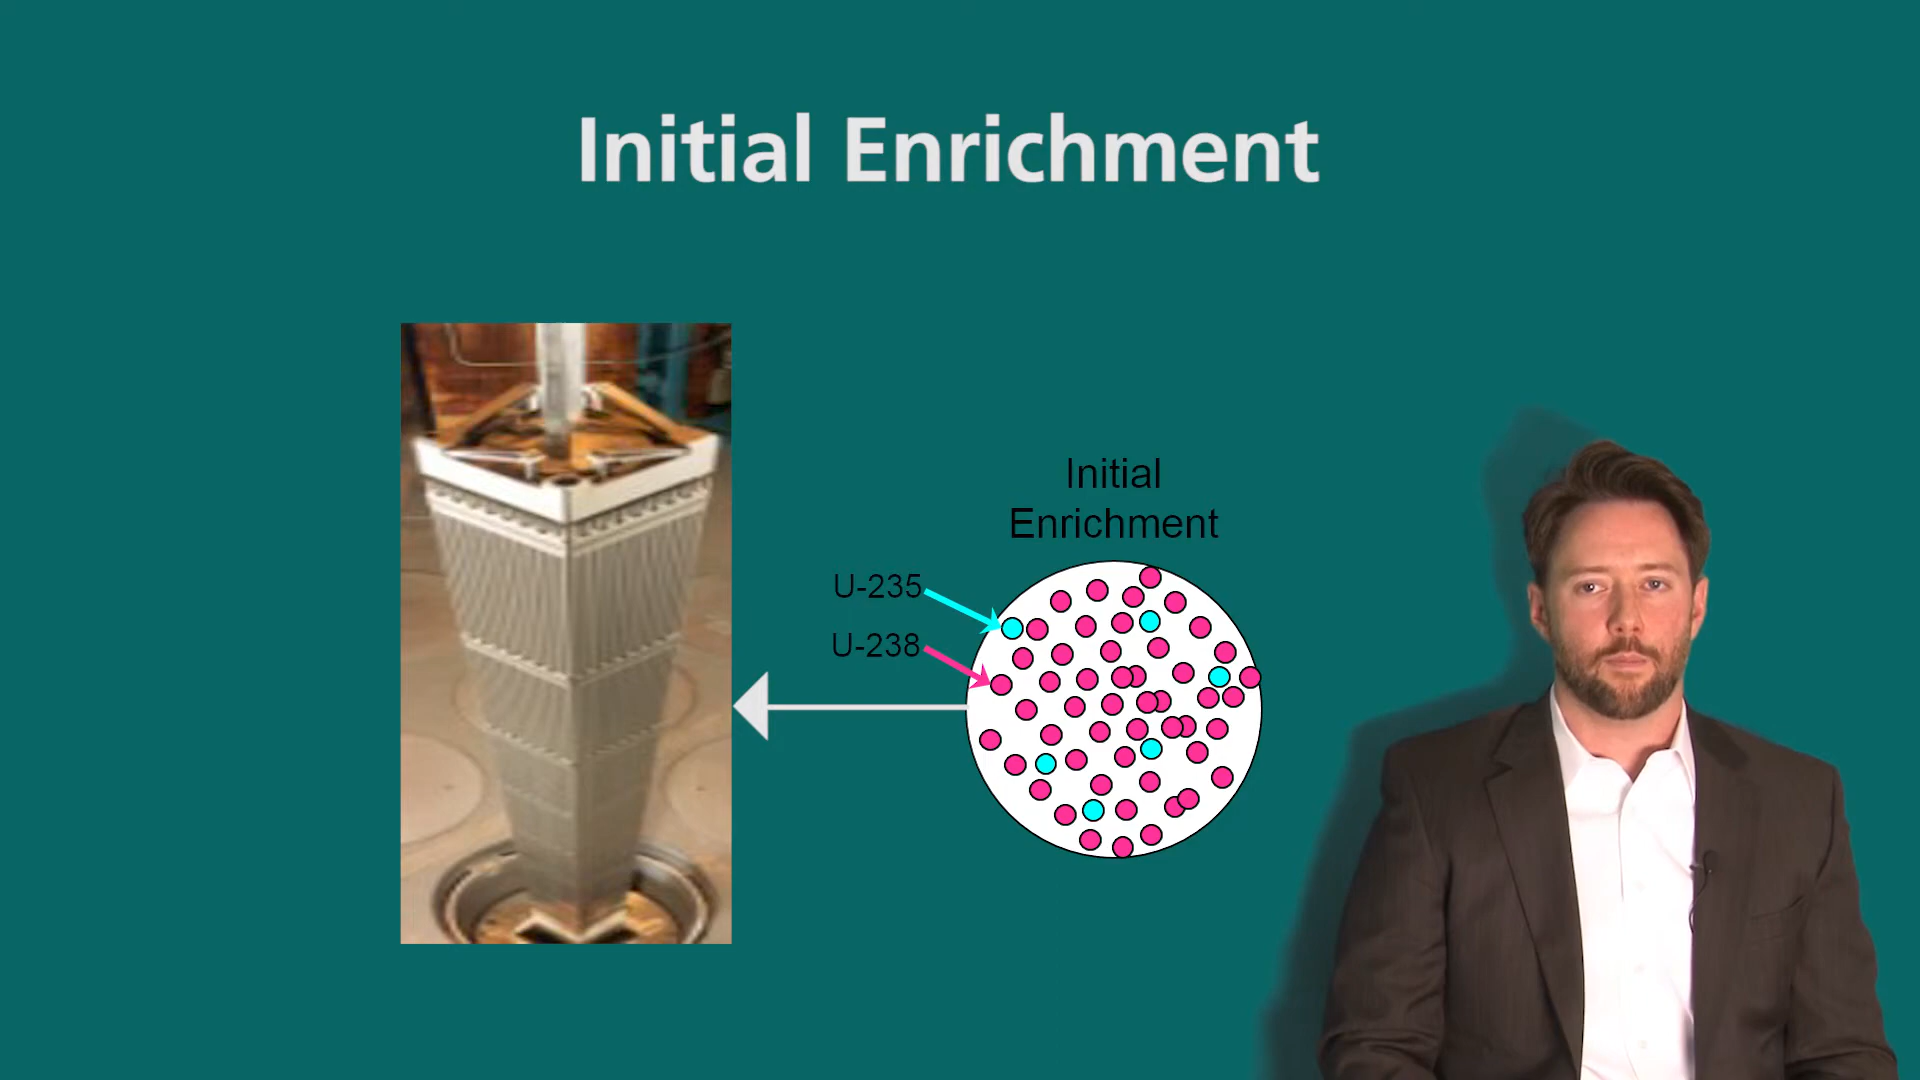 Initial Enrichment
Initial
Enrichment
U-235
U-238